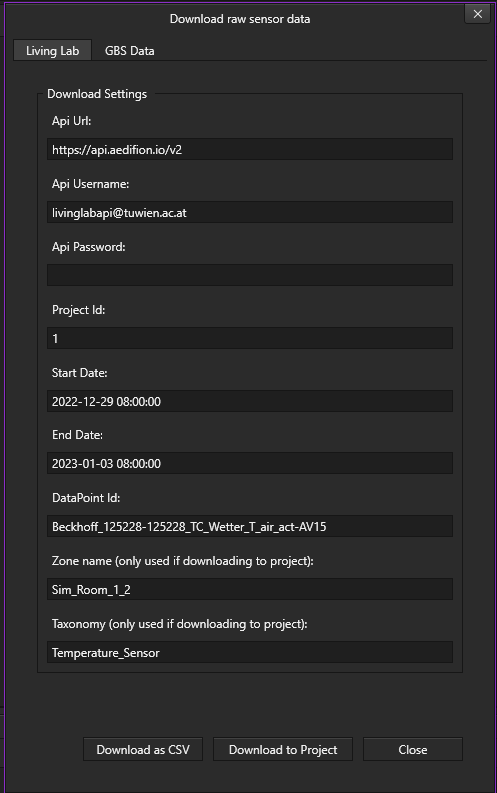 Download raw sensor data
Living Lab
GBS Data
Download Settings
Api Url:
https://api.aedifion.io/v2
Api Username:
livinglabapi@tuwien.ac.at
Api Password:
Project Id:
1
Start Date:
2022-12-29 08:00:00
End Date:
2023-01-03 08:00:00
DataPoint Id:
Beckhoff_125228-125228_TC_Wetter_T_air_act-AV15
Zone name (only used if downloading to project):
Sim_Room_1_2
Taxonomy (only used if downloading to project):
Temperature_Sensor
Download as CSV
Download to Project
Close